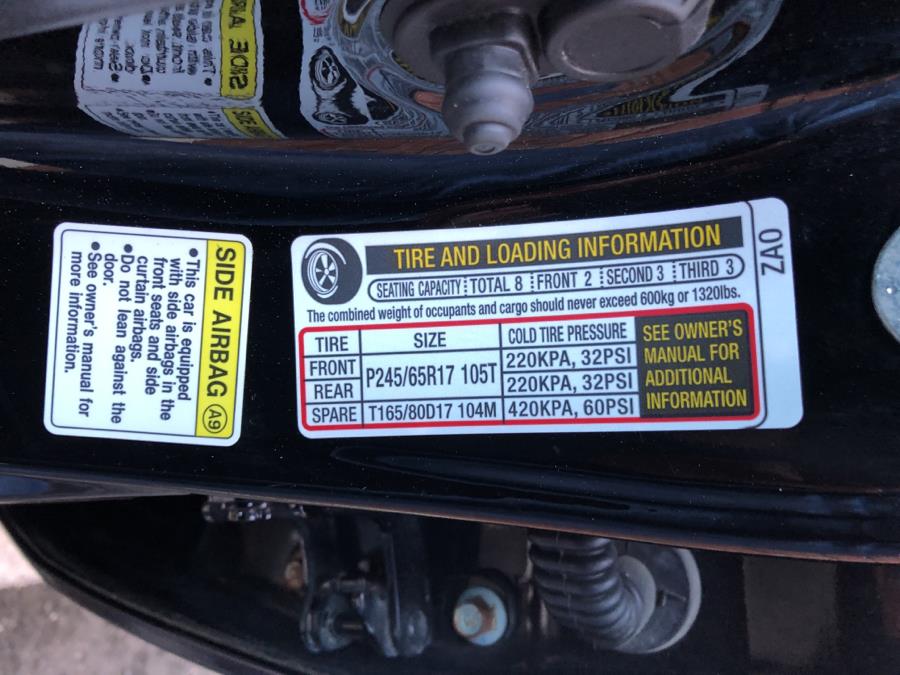 SIDE AIRBAG A9
•This car is equipped
with side airbags in the
front seats and side
curtain airbags.
•Do not lean against the
door.
•See owner's manual for
more information.
TIRE AND LOADING INFORMATION
SEATING CAPACITY TOTAL 8 FRONT 2 SECOND 3 THIRD 3
The combined weight of occupants and cargo should never exceed 600kg or 1320lbs.
TIRE SIZE COLD TIRE PRESSURE
FRONT P245/65R17 105T 220KPA, 32PSI
REAR 220KPA, 32PSI
SPARE T165/80D17 104M 420KPA, 60PSI
SEE OWNER'S
MANUAL FOR
ADDITIONAL
INFORMATION
ZA0